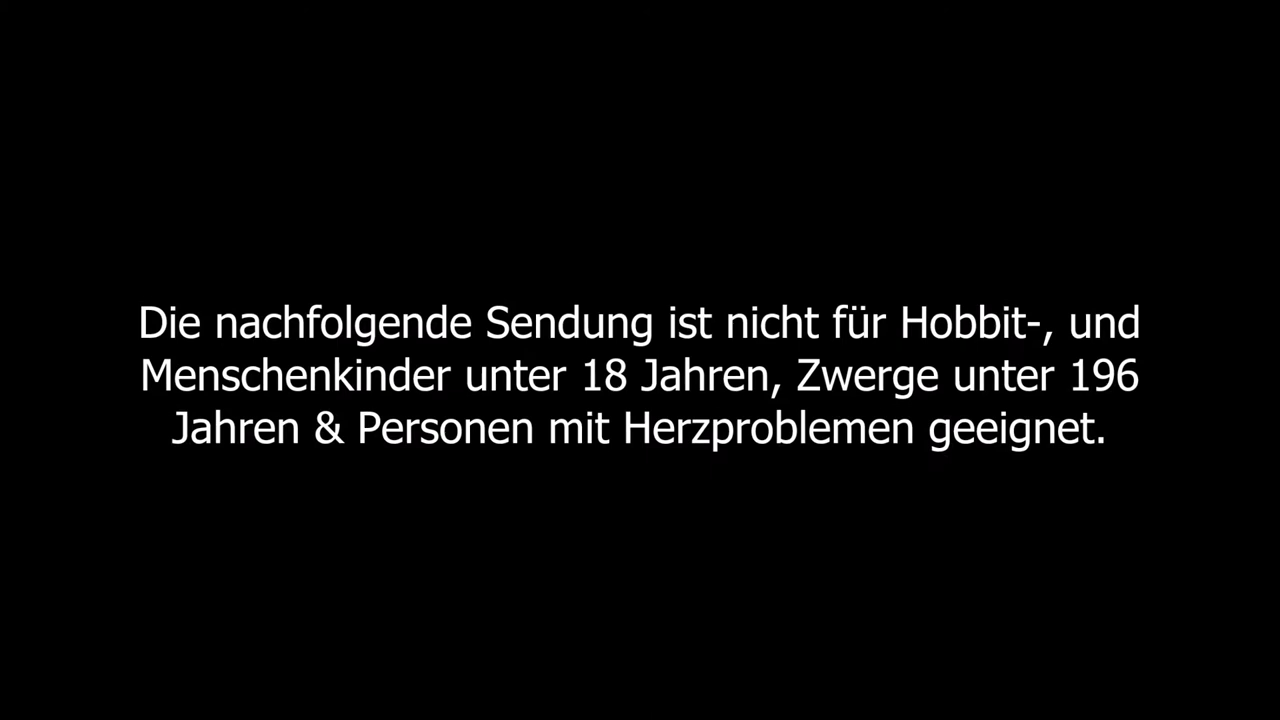 Die nachfolgende Sendung ist nicht für Hobbit-, und
Menschenkinder unter 18 Jahren, Zwerge unter 196
Jahren & Personen mit Herzproblemen geeignet.